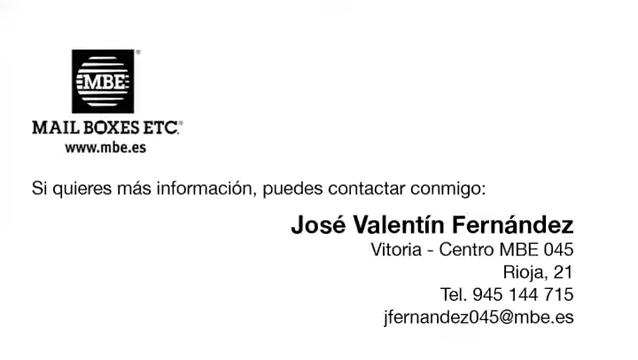 MBE
MAIL BOXES ETC.®
www.mbe.es
Si quieres más información, puedes contactar conmigo:
José Valentín Fernández
Vitoria - Centro MBE 045
Rioja, 21
Tel. 945 144 715
jfernandez045@mbe.es